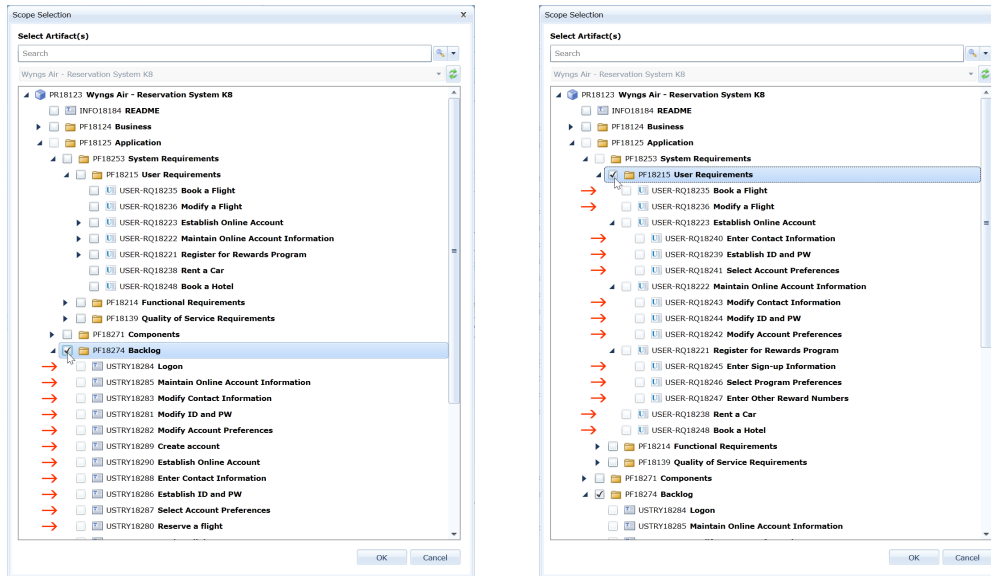 Scope Selection
x
Select Artifact(s)
Search
Wyngs Air - Reservation System K8
PR18123 Wyngs Air - Reservation System K8
INFO18184 README
PF18124 Business
PF18125 Application
PF18253 System Requirements
PF18215 User Requirements
USER-RQ18235 Book a Flight
USER-RQ18236 Modify a Flight
USER-RQ18223 Establish Online Account
USER-RQ18222 Maintain Online Account Information
USER-RQ18221 Register for Rewards Program
USER-RQ18238 Rent a Car
USER-RQ18248 Book a Hotel
PF18214 Functional Requirements
PF18139 Quality of Service Requirements
PF18271 Components
PF18274 Backlog
USTRY18284 Logon
USTRY18285 Maintain Online Account Information
USTRY18283 Modify Contact Information
USTRY18281 Modify ID and PW
USTRY18282 Modify Account Preferences
USTRY18289 Create account
USTRY18290 Establish Online Account
USTRY18288 Enter Contact Information
USTRY18286 Establish ID and PW
USTRY18287 Select Account Preferences
USTRY18280 Reserve a flight
OK Cancel
Scope Selection
Select Artifact(s)
Search
Wyngs Air - Reservation System K8
PR18123 Wyngs Air - Reservation System K8
INFO18184 README
PF18124 Business
PF18125 Application
PF18253 System Requirements
PF18215 User Requirements
USER-RQ18235 Book a Flight
USER-RQ18236 Modify a Flight
USER-RQ18223 Establish Online Account
USER-RQ18240 Enter Contact Information
USER-RQ18239 Establish ID and PW
USER-RQ18241 Select Account Preferences
USER-RQ18222 Maintain Online Account Information
USER-RQ18243 Modify Contact Information
USER-RQ18244 Modify ID and PW
USER-RQ18242 Modify Account Preferences
USER-RQ18221 Register for Rewards Program
USER-RQ18245 Enter Sign-up Information
USER-RQ18246 Select Program Preferences
USER-RQ18247 Enter Other Reward Numbers
USER-RQ18238 Rent a Car
USER-RQ18248 Book a Hotel
PF18214 Functional Requirements
PF18139 Quality of Service Requirements
PF18271 Components
PF18274 Backlog
USTRY18284 Logon
USTRY18285 Maintain Online Account Information
OK Cancel